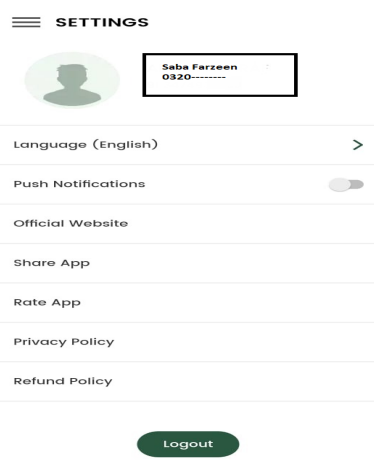 SETTINGS
Saba Farzeen
0320--------
Language (English)
Push Notifications
Official Website
Share App
Rate App
Privacy Policy
Refund Policy
Logout